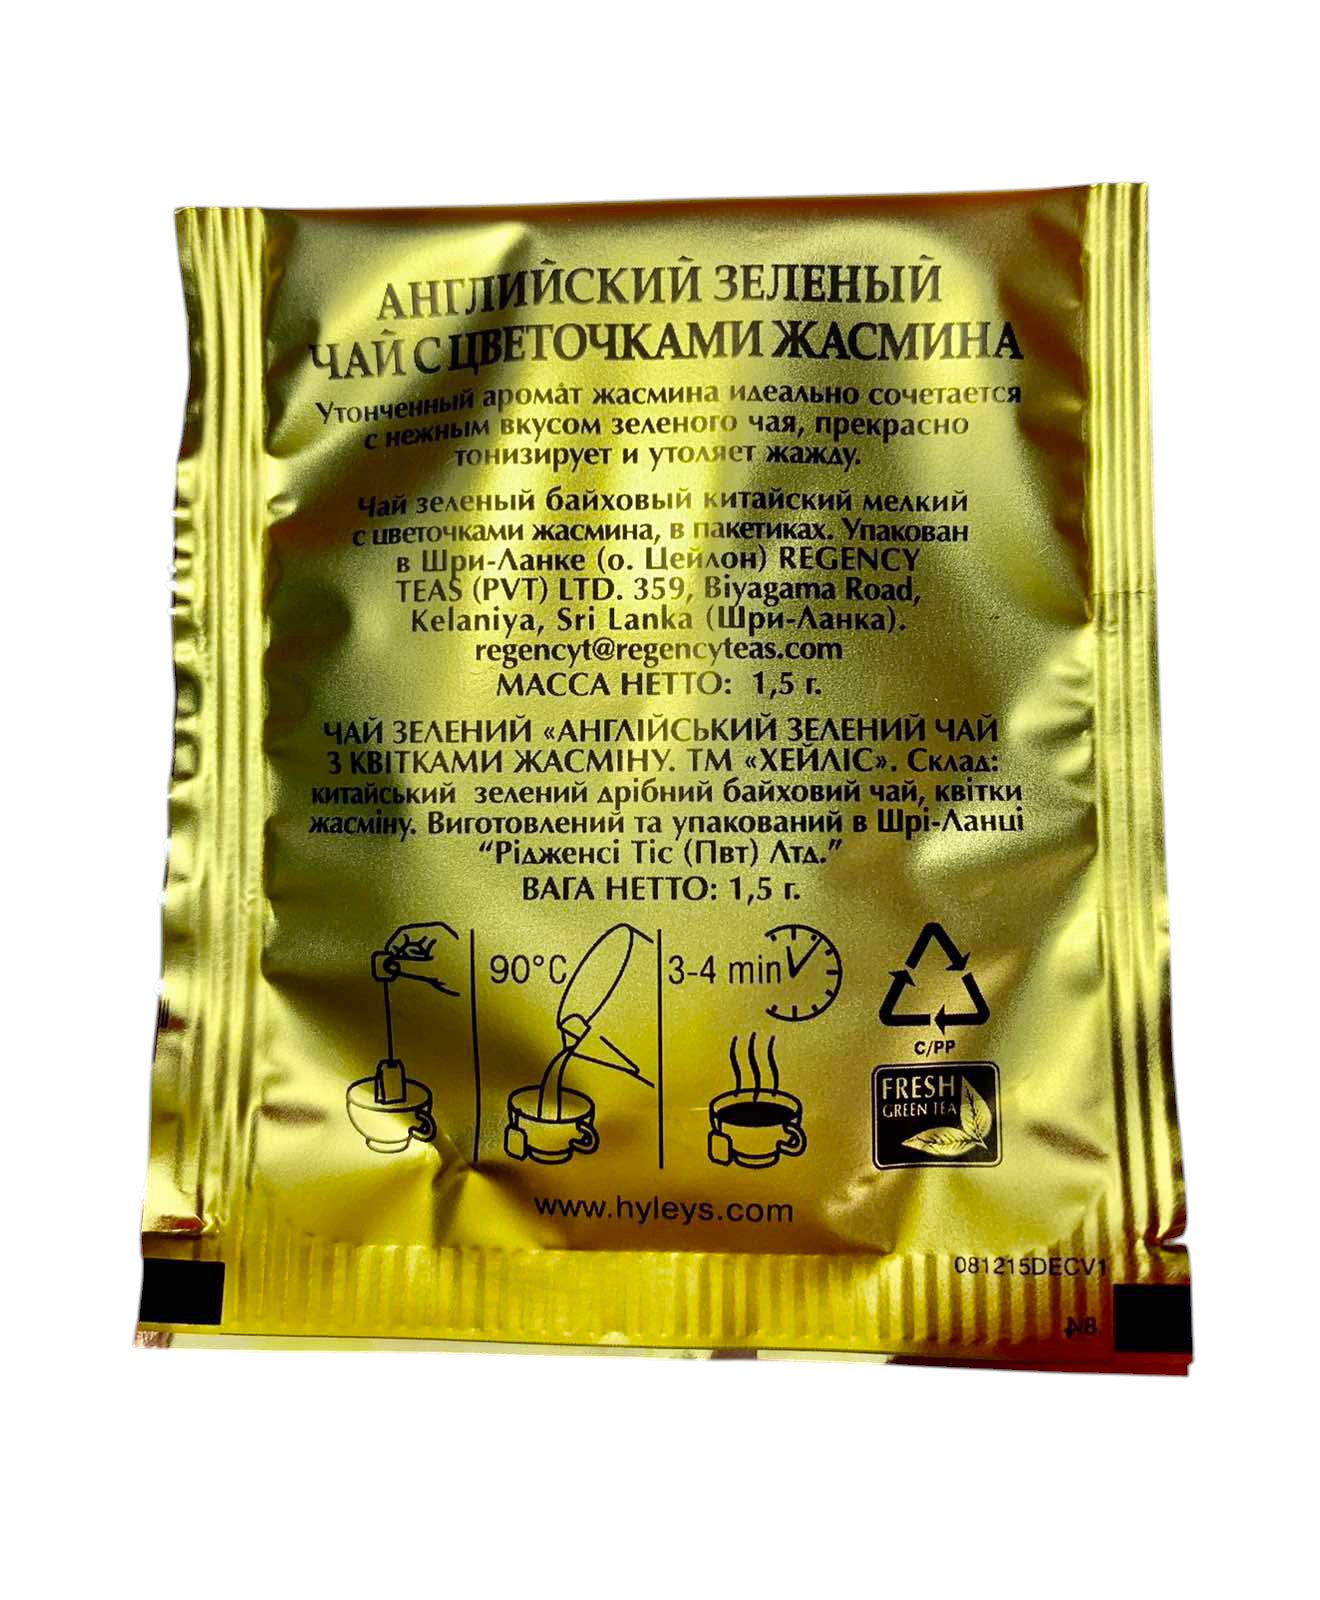 АНГЛИЙСКИЙ ЗЕЛЕНЫЙ
ЧАЙ С ЦВЕТОЧКАМИ ЖАСМИНА
Утонченный аромат жасмина идеально сочетается
с нежным вкусом зеленого чая, прекрасно
тонизирует и утоляет жажду.
Чай зеленый байховый китайский мелкий
с цветочками жасмина, в пакетиках. Упакован
в Шри-Ланке (о. Цейлон) REGENCY
TEAS (PVT) LTD. 359, Biyagama Road,
Kelaniya, Sri Lanka (Шри-Ланка).
regencyt@regencyteas.com
МАССА НЕТТО: 1,5 г.
ЧАЙ ЗЕЛЕНИЙ «АНГЛІЙСЬКИЙ ЗЕЛЕНИЙ ЧАЙ
З КВІТКАМИ ЖАСМІНУ. ТМ «ХЕЙЛІС». Склад:
китайський зелений дрібний байховий чай, квітки
жасміну. Виготовлений та упакований в Шрі-Ланці
“Рідженсі Тіс (Пвт) Лтд.”
ВАГА НЕТТО: 1,5 г.
90°C
3-4 min
C/PP
FRESH
GREEN TEA
www.hyleys.com
081215DECV1